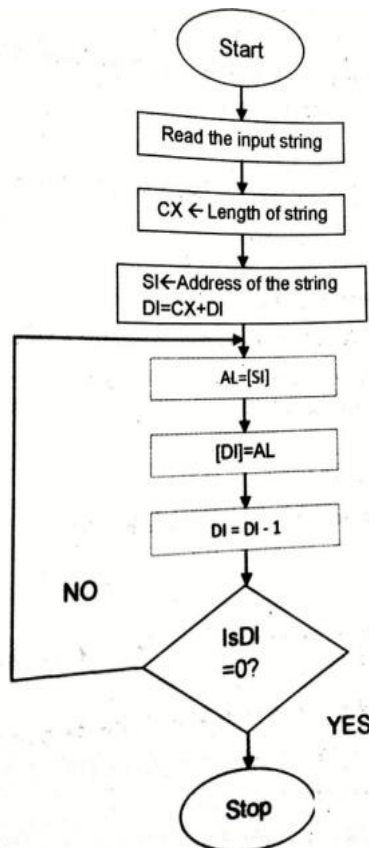 Start
Read the input string
CX ← Length of string
SI←Address of the string
DI=CX+DI
AL=[SI]
[DI]=AL
DI = DI - 1
NO
IsDI
=0?
YES
Stop